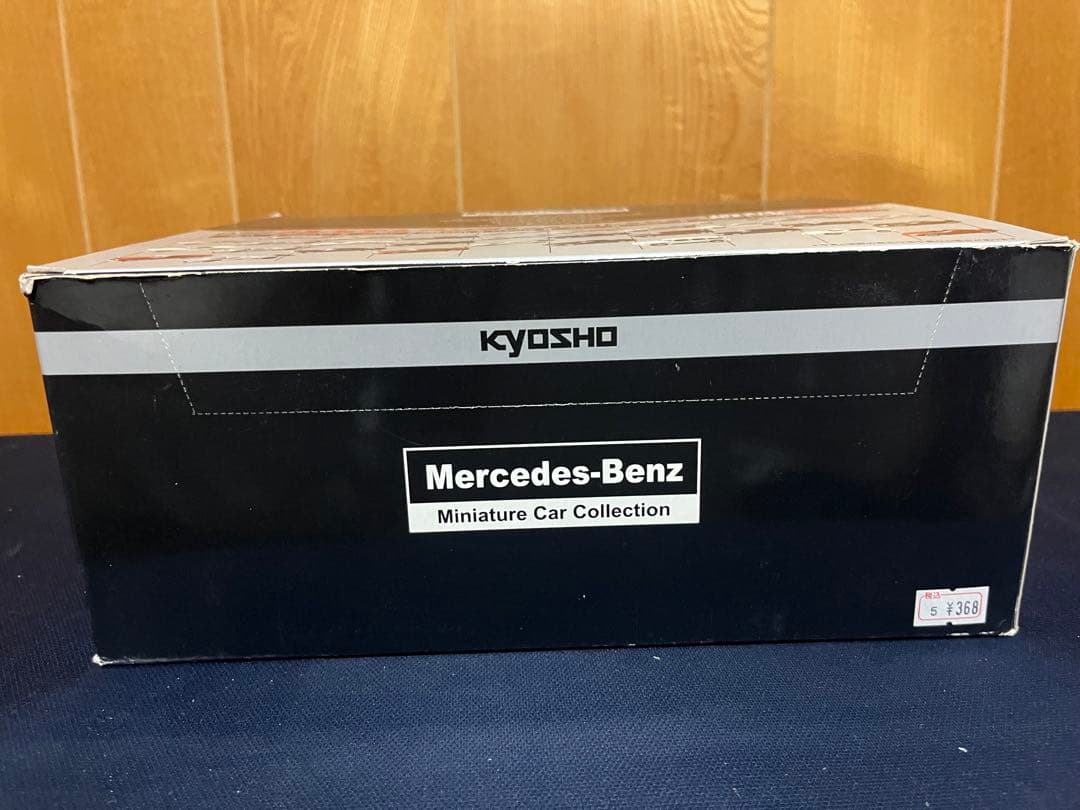 KYOSHO
Mercedes-Benz
Miniature Car Collection
税込
5 ¥368